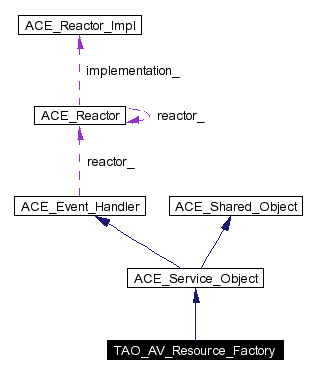 ACE_Reactor_Impl
implementation_
ACE_Reactor
reactor_
reactor_
ACE_Event_Handler
ACE_Shared_Object
ACE_Service_Object
TAO_AV_Resource_Factory